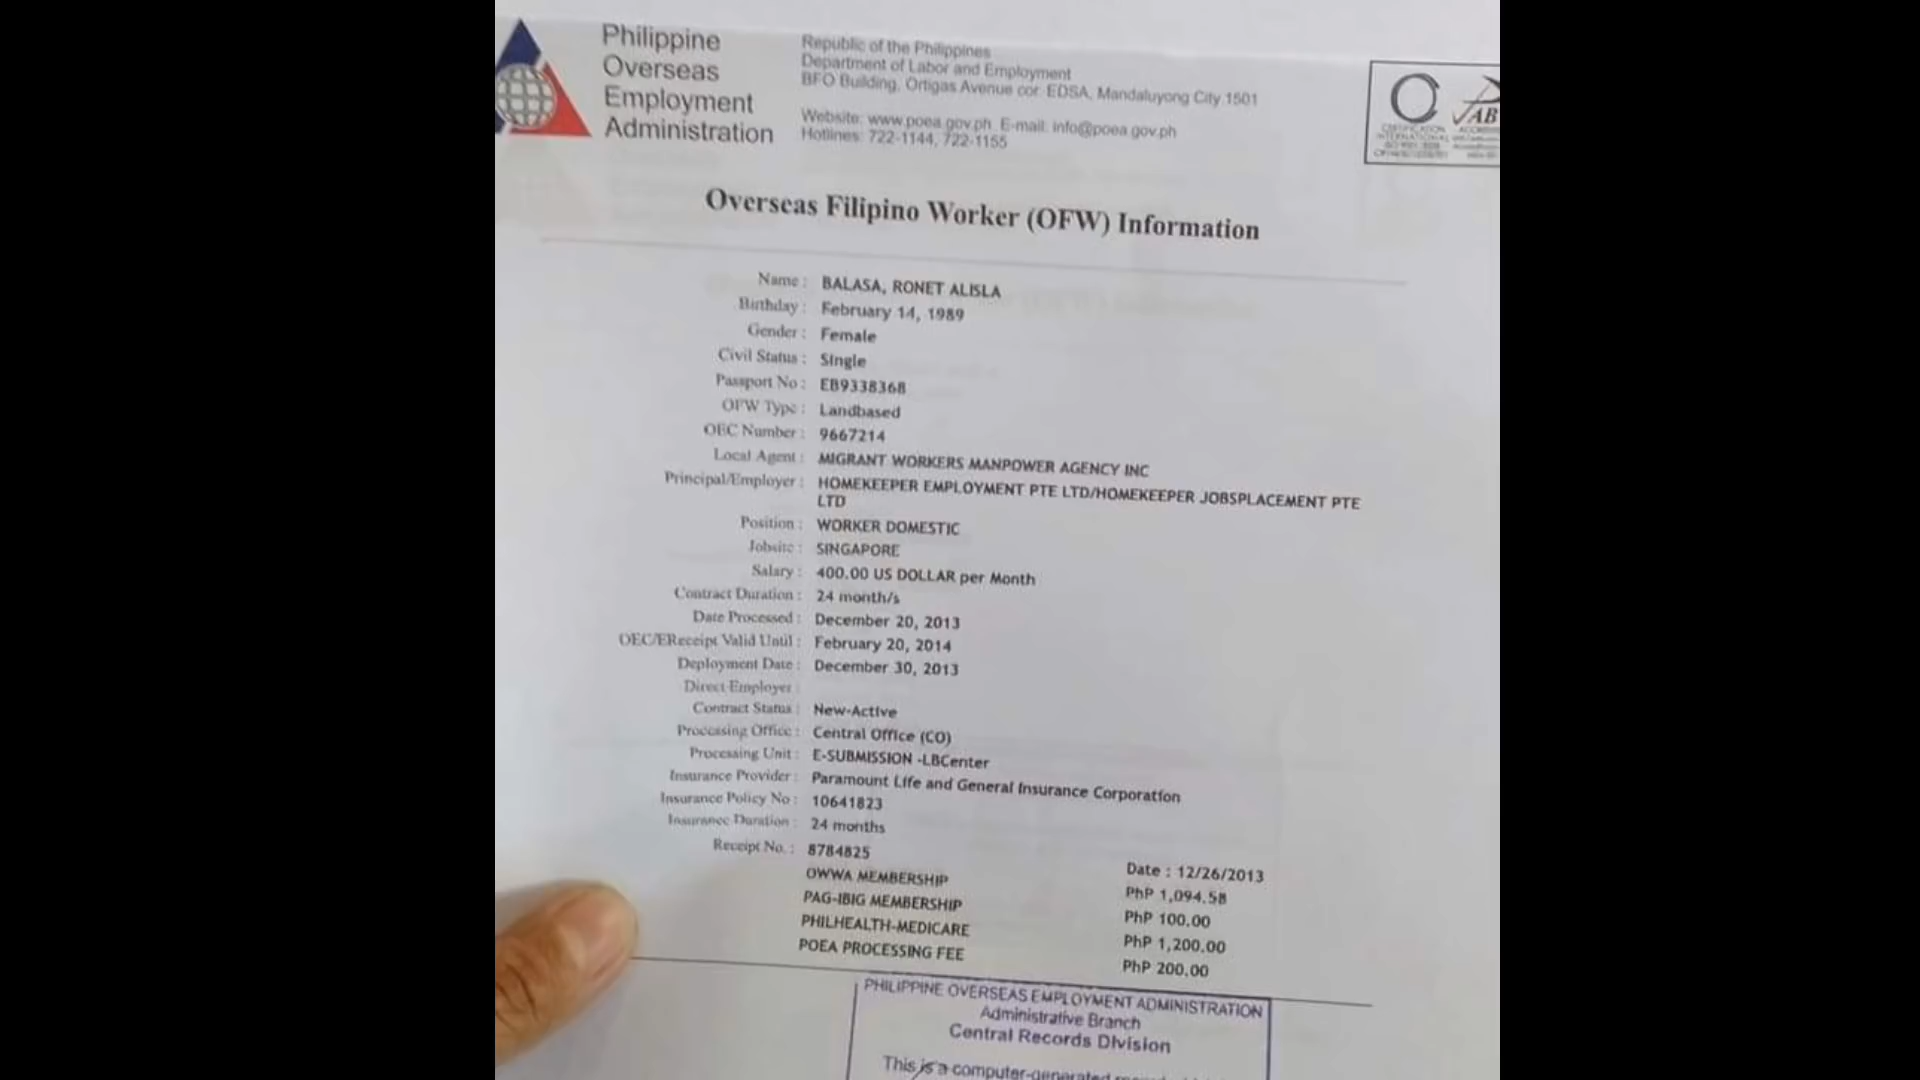 Philippine
Overseas
Employment
Administration
Republic of the Philippines
Department of Labor and Employment
BFO Building, Ortigas Avenue cor. EDSA, Mandaluyong City 1501
Website: www.poea.gov.ph E-mail: info@poea.gov.ph
Hotlines: 722-1144, 722-1155
CERTIFICATION
INTERNATIONAL
AB
Overseas Filipino Worker (OFW) Information
Name : BALASA, RONET ALISLA
Birthday : February 14, 1989
Gender : Female
Civil Status : Single
Passport No : EB9338368
OFW Type : Landbased
OEC Number : 9667214
Local Agent : MIGRANT WORKERS MANPOWER AGENCY INC
Principal/Employer : HOMEKEEPER EMPLOYMENT PTE LTD/HOMEKEEPER JOBSPLACEMENT PTE
LTD
Position : WORKER DOMESTIC
Jobsite : SINGAPORE
Salary : 400.00 US DOLLAR per Month
Contract Duration : 24 month/s
Date Processed : December 20, 2013
OEC/EReceipt Valid Until : February 20, 2014
Deployment Date : December 30, 2013
Direct Employer :
Contract Status : New-Active
Processing Office : Central Office (CO)
Processing Unit : E-SUBMISSION -LBCenter
Insurance Provider : Paramount Life and General Insurance Corporation
Insurance Policy No : 10641823
Insurance Duration : 24 months
Receipt No. : 8784825 Date : 12/26/2013
OWWA MEMBERSHIP PhP 1,094.58
PAG-IBIG MEMBERSHIP PhP 100.00
PHILHEALTH-MEDICARE PhP 1,200.00
POEA PROCESSING FEE PhP 200.00
PHILIPPINE OVERSEAS EMPLOYMENT ADMINISTRATION
Administrative Branch
Central Records Division
This is a computer-generated